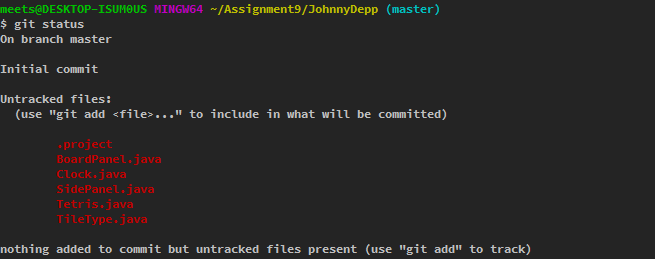 meets@DESKTOP-ISUM0US MINGW64 ~/Assignment9/JohnnyDepp (master)
$ git status
On branch master
Initial commit
Untracked files:
(use "git add <file>..." to include in what will be committed)
.project
BoardPanel.java
Clock.java
SidePanel.java
Tetris.java
TileType.java
nothing added to commit but untracked files present (use "git add" to track)